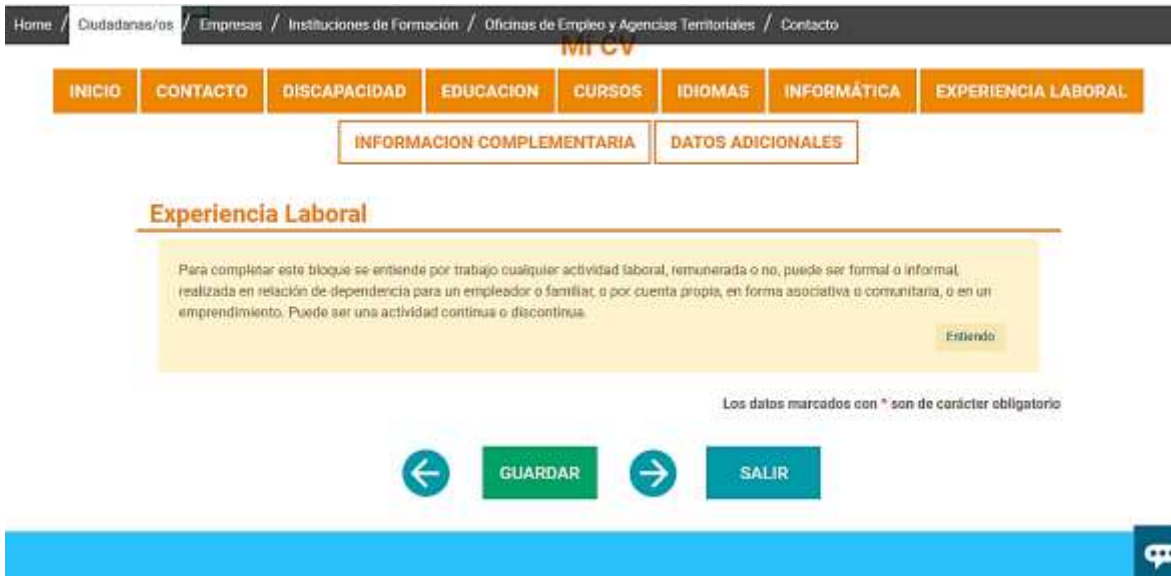 Home / Ciudadanas/os / Empresas / Instituciones de Formación / Oficinas de Empleo y Agencias Territoriales / Contacto
Mi CV
INICIO CONTACTO DISCAPACIDAD EDUCACION CURSOS IDIOMAS INFORMÁTICA EXPERIENCIA LABORAL
INFORMACION COMPLEMENTARIA DATOS ADICIONALES
Experiencia Laboral
Para completar este bloque se entiende por trabajo cualquier actividad laboral, remunerada o no, puede ser formal o informal,
realizada en relación de dependencia para un empleador o familiar, o por cuenta propia, en forma asociativa o comunitaria, o en un
emprendimiento. Puede ser una actividad continua o discontinua.
Entiendo
Los datos marcados con * son de carácter obligatorio
GUARDAR SALIR